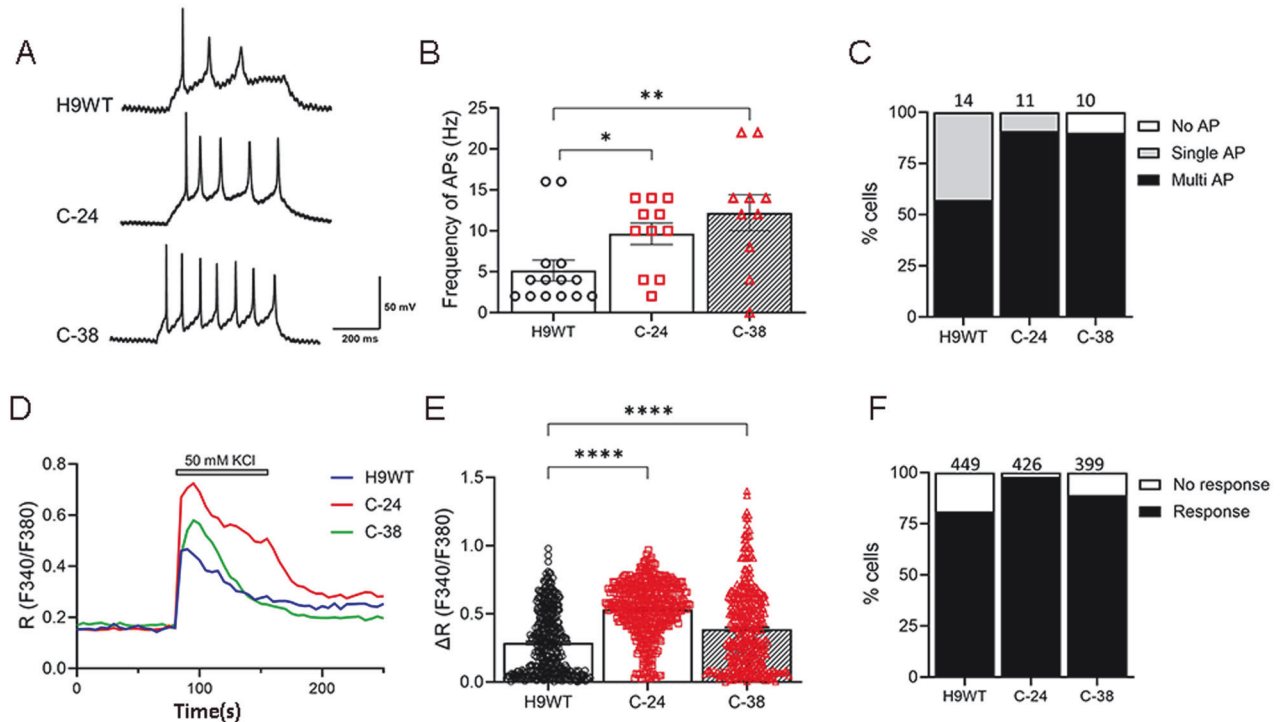 A
H9WT
C-24
C-38
50 mV
200 ms
B
Frequency of APs (Hz)
25
20
15
10
5
0
**
*
H9WT C-24 C-38
C
% cells
100
75
50
25
0
14 11 10
No AP
Single AP
Multi AP
H9WT C-24 C-38
D
R (F340/F380)
0.8
0.6
0.4
0.2
0.0
50 mM KCl
H9WT
C-24
C-38
0 100 200
Time(s)
E
ΔR (F340/F380)
1.5
1.0
0.5
0.0
****
****
H9WT C-24 C-38
F
% cells
100
75
50
25
0
449 426 399
No response
Response
H9WT C-24 C-38